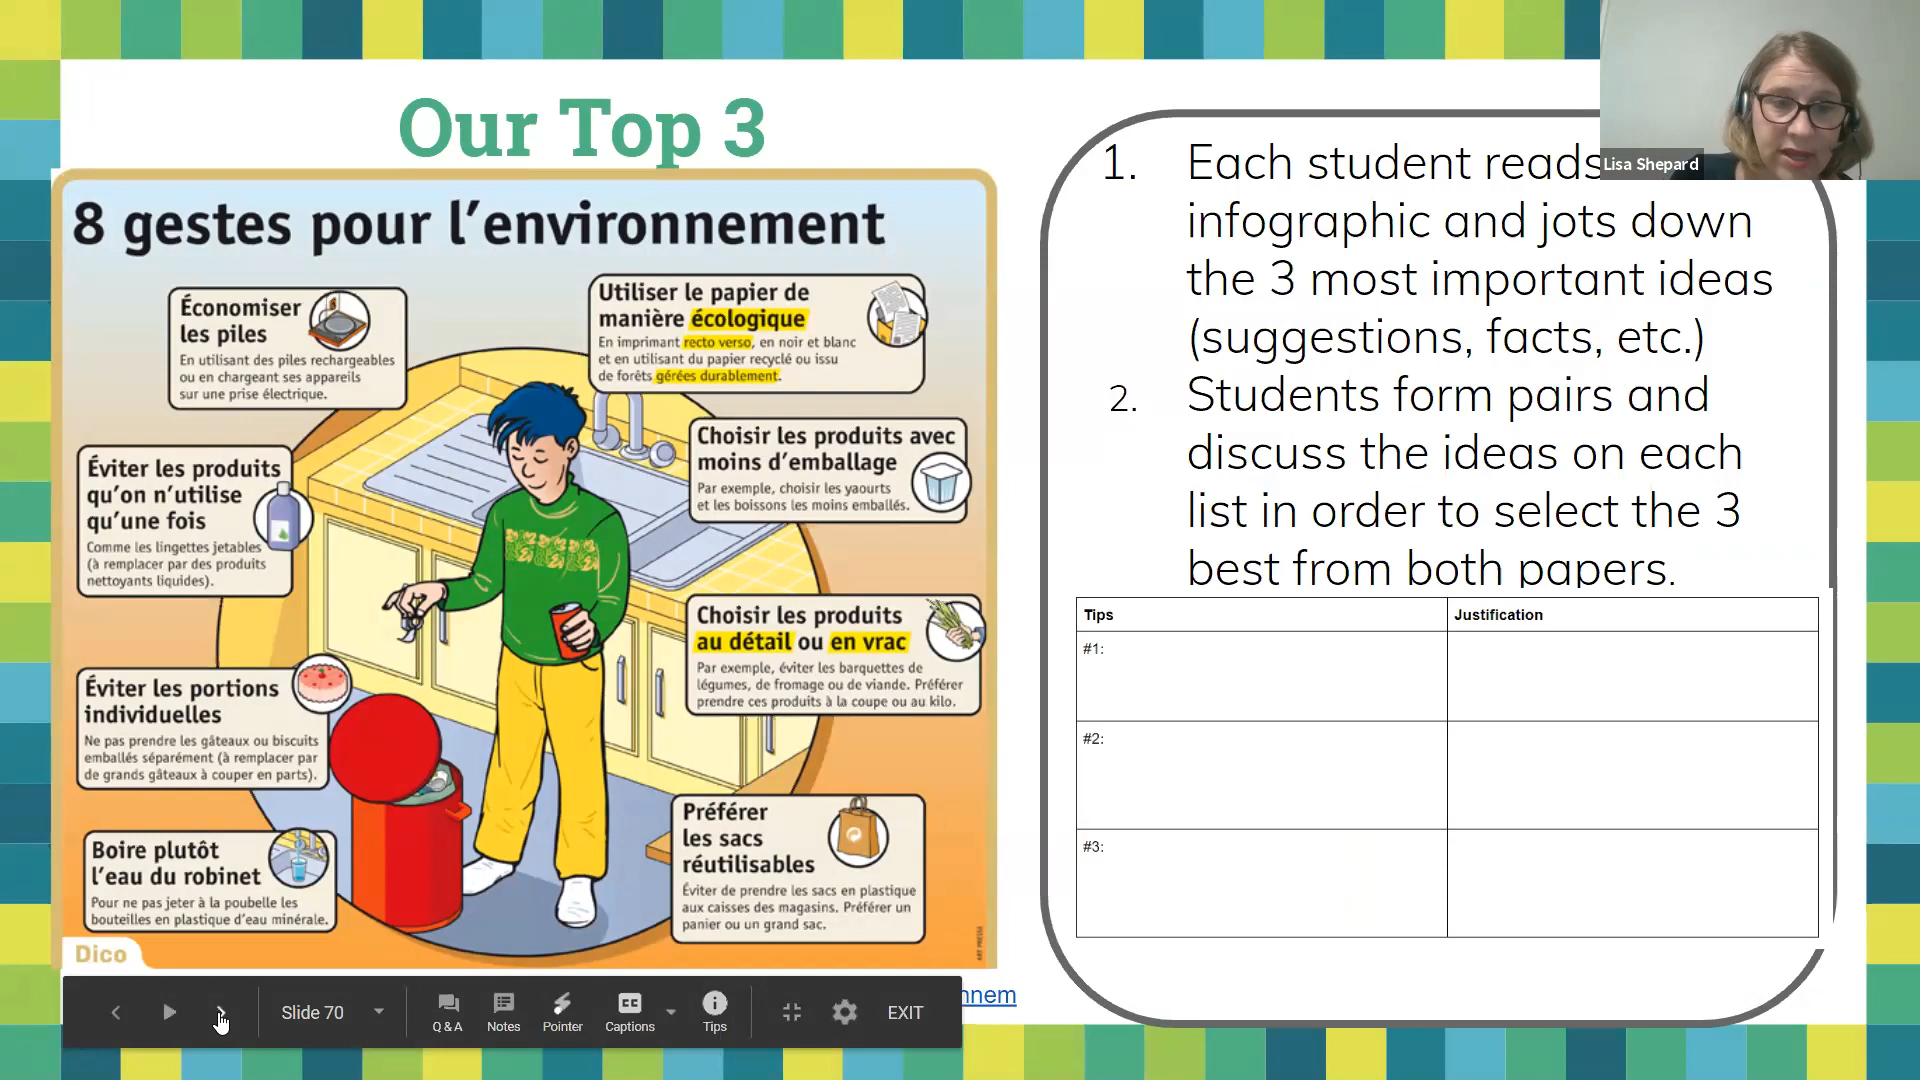 Our Top 3
8 gestes pour l’environnement
Économiser
les piles
En utilisant des piles rechargeables
ou en chargeant ses appareils
sur une prise électrique.
Utiliser le papier de
manière écologique
En imprimant recto verso, en noir et blanc
et en utilisant du papier recyclé ou issu
de forêts gérées durablement.
Éviter les produits
qu’on n’utilise
qu’une fois
Comme les lingettes jetables
(à remplacer par des produits
nettoyants liquides).
Choisir les produits avec
moins d’emballage
Par exemple, choisir les yaourts
et les boissons les moins emballés.
Choisir les produits
au détail ou en vrac
Par exemple, éviter les barquettes de
légumes, de fromage ou de viande. Préférer
prendre ces produits à la coupe ou au kilo.
Éviter les portions
individuelles
Ne pas prendre les gâteaux ou biscuits
emballés séparément (à remplacer par
de grands gâteaux à couper en parts).
Préférer
les sacs
réutilisables
Éviter de prendre les sacs en plastique
aux caisses des magasins. Préférer un
panier ou un grand sac.
Boire plutôt
l’eau du robinet
Pour ne pas jeter à la poubelle les
bouteilles en plastique d’eau minérale.
Dico
ART PRESSE
nnem
1. Each student reads
infographic and jots down
the 3 most important ideas
(suggestions, facts, etc.)
2. Students form pairs and
discuss the ideas on each
list in order to select the 3
best from both papers.
Tips Justification
#1:
#2:
#3:
Lisa Shepard
Slide 70
Q & A Notes Pointer Captions Tips
CC
EXIT